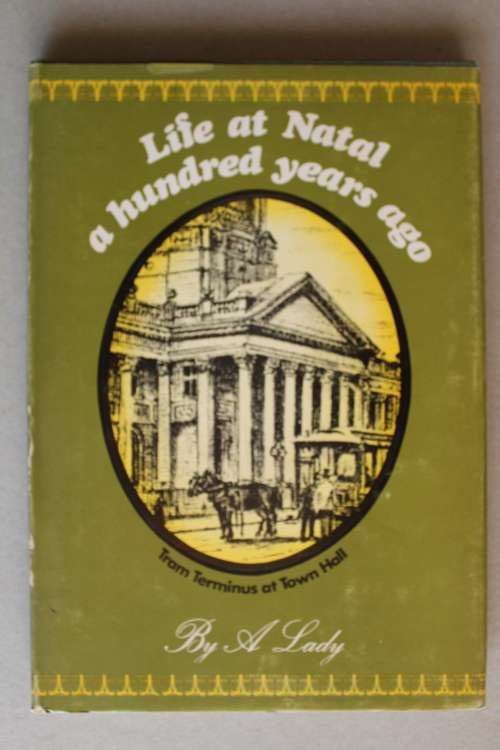 Life at Natal
a hundred years ago
Tram Terminus at Town Hall
By A Lady